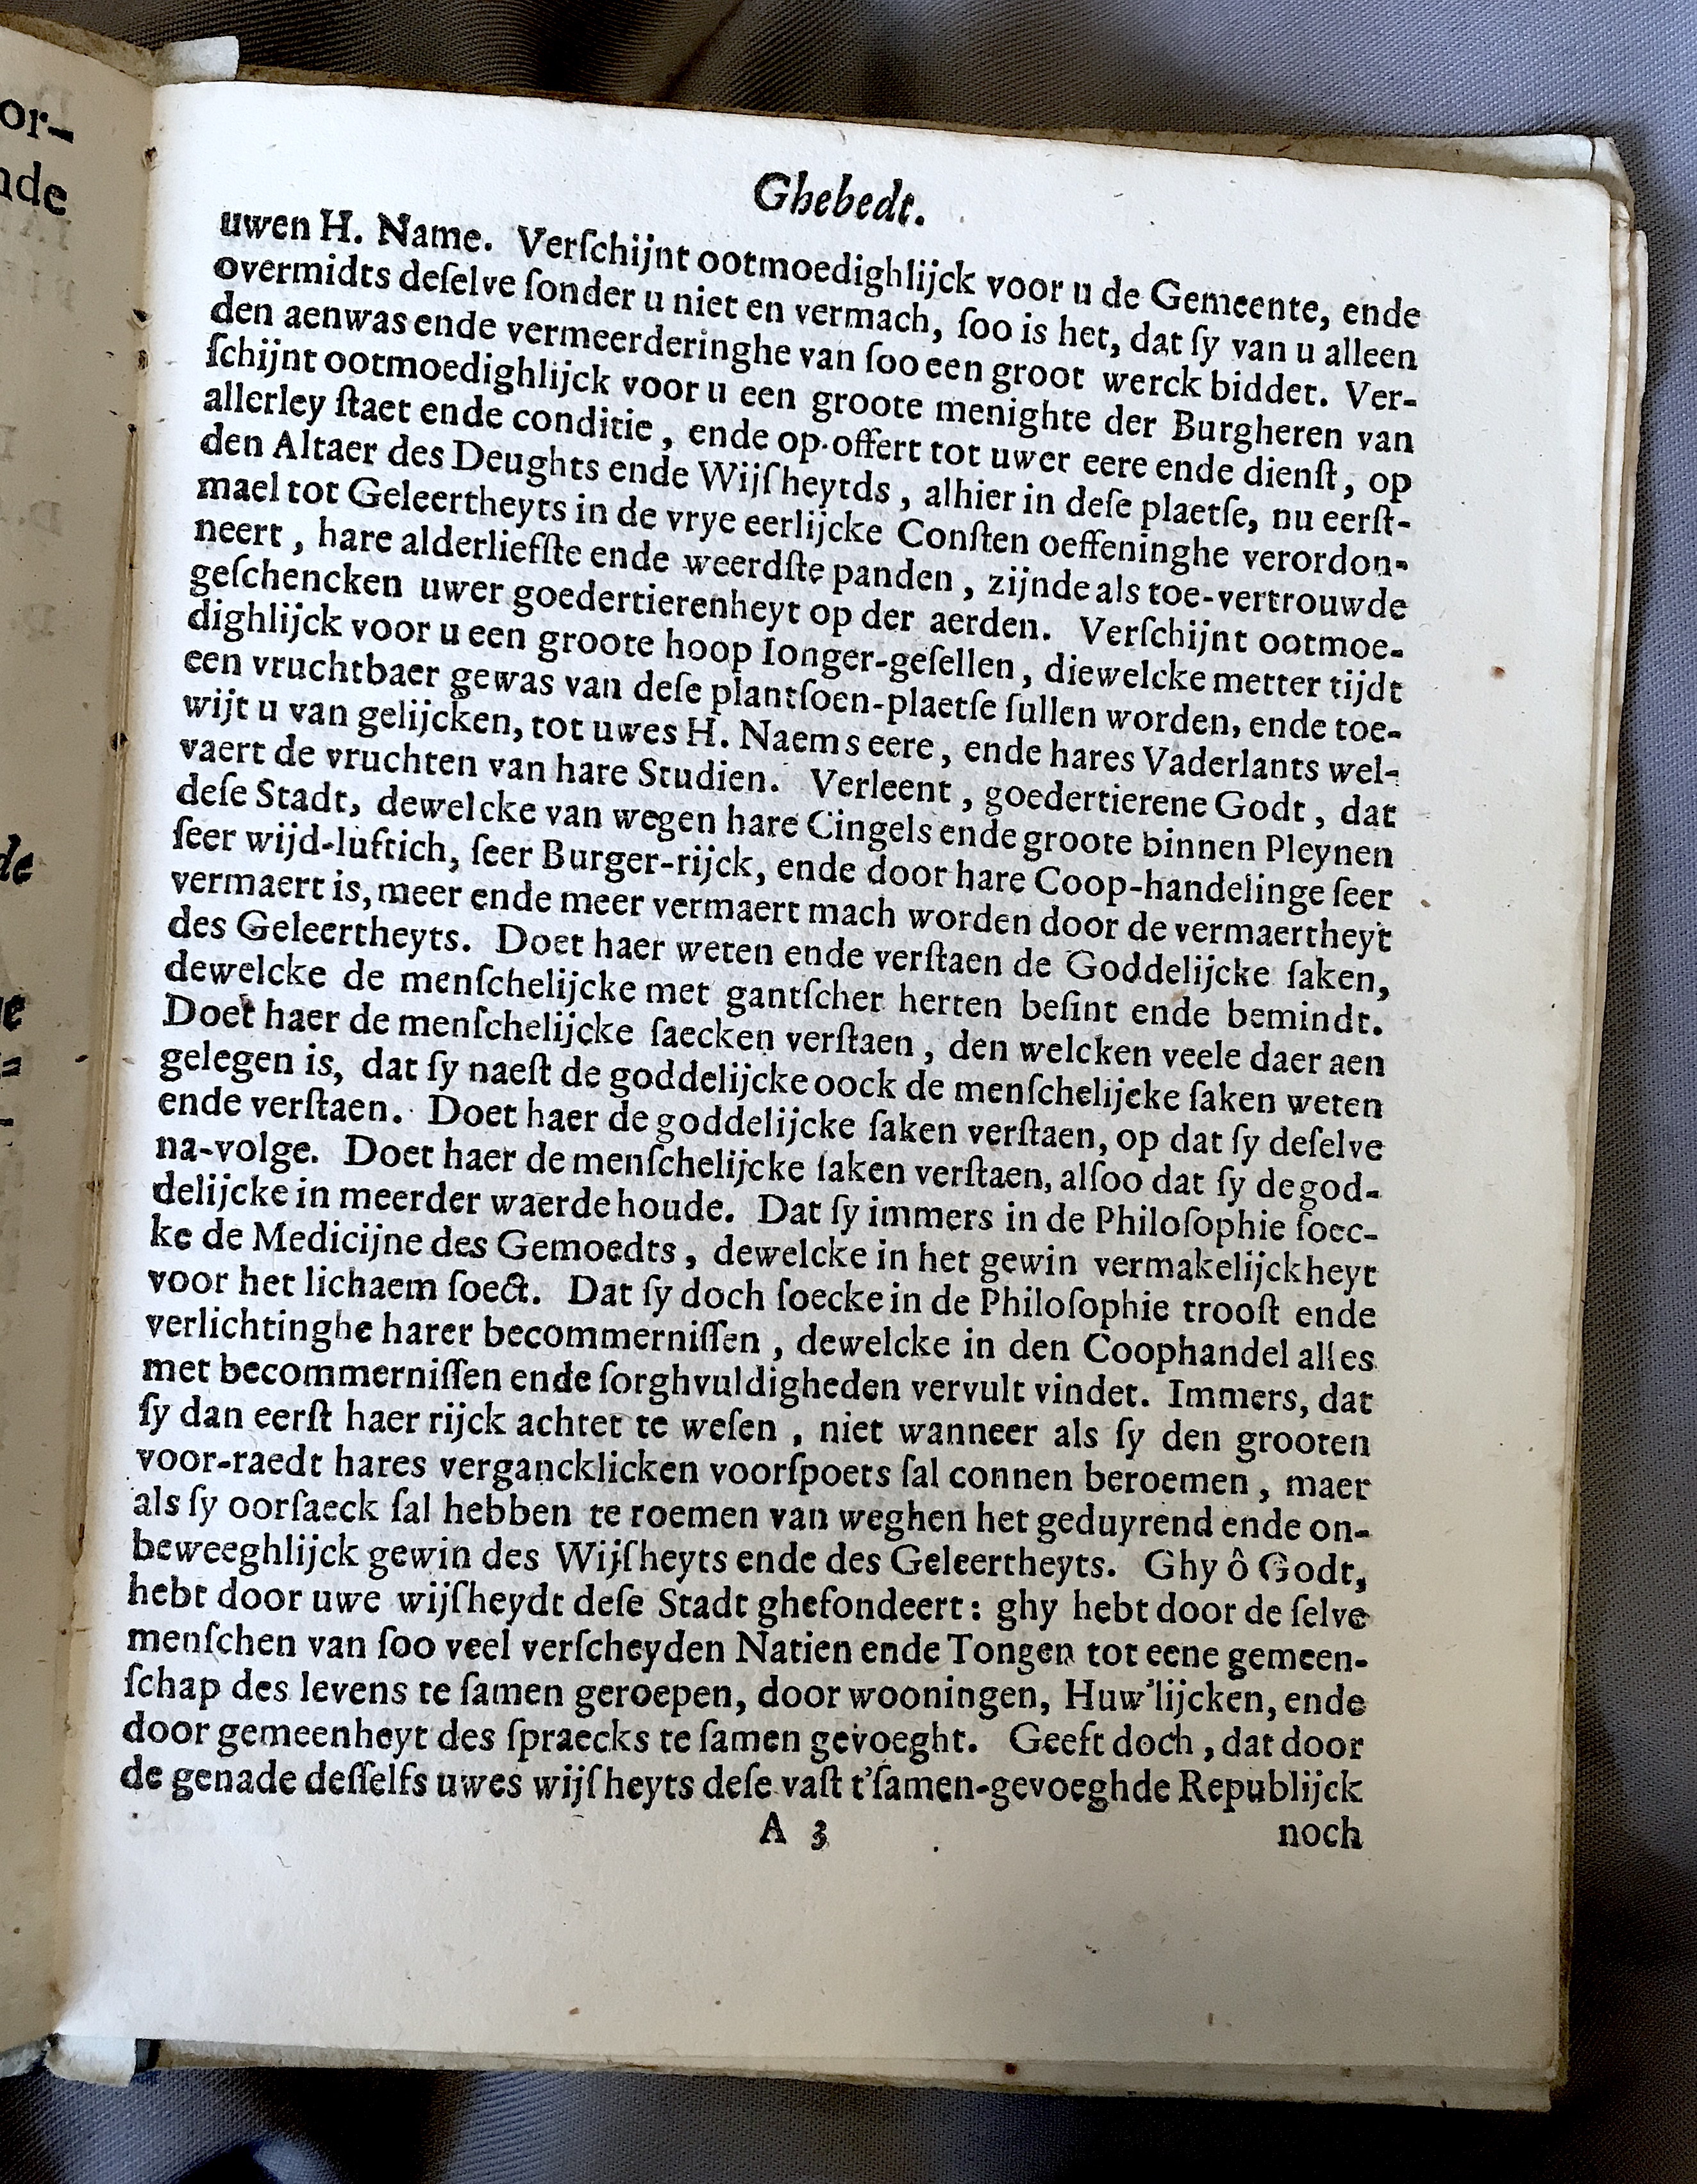 or-
nde
Ghebedt.
uwen H. Name. Verſchijnt ootmoedighlijck voor u de Gemeente, ende
overmidts deſelve ſonder u niet en vermach, ſoo is het, dat ſy van u alleen
den aenwas ende vermeerderinghe van ſoo een groot werck biddet. Ver-
ſchijnt ootmoedighlijck voor u een groote menighte der Burgheren van
allerley ſtaet ende conditie, ende op-offert tot uwer eere ende dienſt, op
den Altaer des Deughts ende Wijſheytds, alhier in deſe plaetſe, nu eerſt-
mael tot Geleertheyts in de vrye eerlijcke Conſten oeffeninghe verordon-
neert, hare alderliefſte ende weerdſte panden, zijnde als toe-vertrouwde
geſchencken uwer goedertierenheyt op der aerden. Verſchijnt ootmoe-
dighlijck voor u een groote hoop Ionger-geſellen, diewelcke metter tijdt
een vruchtbaer gewas van deſe plantſoen-plaetſe ſullen worden, ende toe-
wijt u van gelijcken, tot uwes H. Naems eere, ende hares Vaderlants wel-
vaert de vruchten van hare Studien. Verleent, goedertierene Godt, dat
deſe Stadt, dewelcke van wegen hare Cingels ende groote binnen Pleynen
ſeer wijd-luftich, ſeer Burger-rijck, ende door hare Coop-handelinge ſeer
vermaert is, meer ende meer vermaert mach worden door de vermaertheyt
des Geleertheyts. Doet haer weten ende verſtaen de Goddelijcke ſaken,
dewelcke de menſchelijcke met gantſcher herten beſint ende bemindt.
Doet haer de menſchelijcke ſaecken verſtaen, den welcken veele daer aen
gelegen is, dat ſy naeſt de goddelijcke oock de menſchelijcke ſaken weten
ende verſtaen. Doet haer de goddelijcke ſaken verſtaen, op dat ſy deſelve
na-volge. Doet haer de menſchelijcke ſaken verſtaen, alſoo dat ſy de god-
delijcke in meerder waerde houde. Dat ſy immers in de Philoſophie ſoec-
ke de Medicijne des Gemoedts, dewelcke in het gewin vermakelijckheyt
voor het lichaem ſoect. Dat ſy doch ſoecke in de Philoſophie trooſt ende
verlichtinghe harer becommerniſſen, dewelcke in den Coophandel alles
met becommerniſſen ende ſorghvuldigheden vervult vindet. Immers, dat
ſy dan eerſt haer rijck achtet te weſen, niet wanneer als ſy den grooten
voor-raedt hares vergancklicken voorſpoets ſal connen beroemen, maer
als ſy oorſaeck ſal hebben te roemen van weghen het geduyrend ende on-
beweeghlijck gewin des Wijſheyts ende des Geleertheyts. Ghy ô Godt,
hebt door uwe wijſheydt deſe Stadt ghefondeert: ghy hebt door de ſelve
menſchen van ſoo veel verſcheyden Natien ende Tongen tot eene gemeen-
ſchap des levens te ſamen geroepen, door wooningen, Huw'lijcken, ende
door gemeenheyt des ſpraecks te ſamen gevoeght. Geeft doch, dat door
de genade deſſelfs uwes wijſheyts deſe vaſt t'ſamen-gevoeghde Republijck
A 3 noch